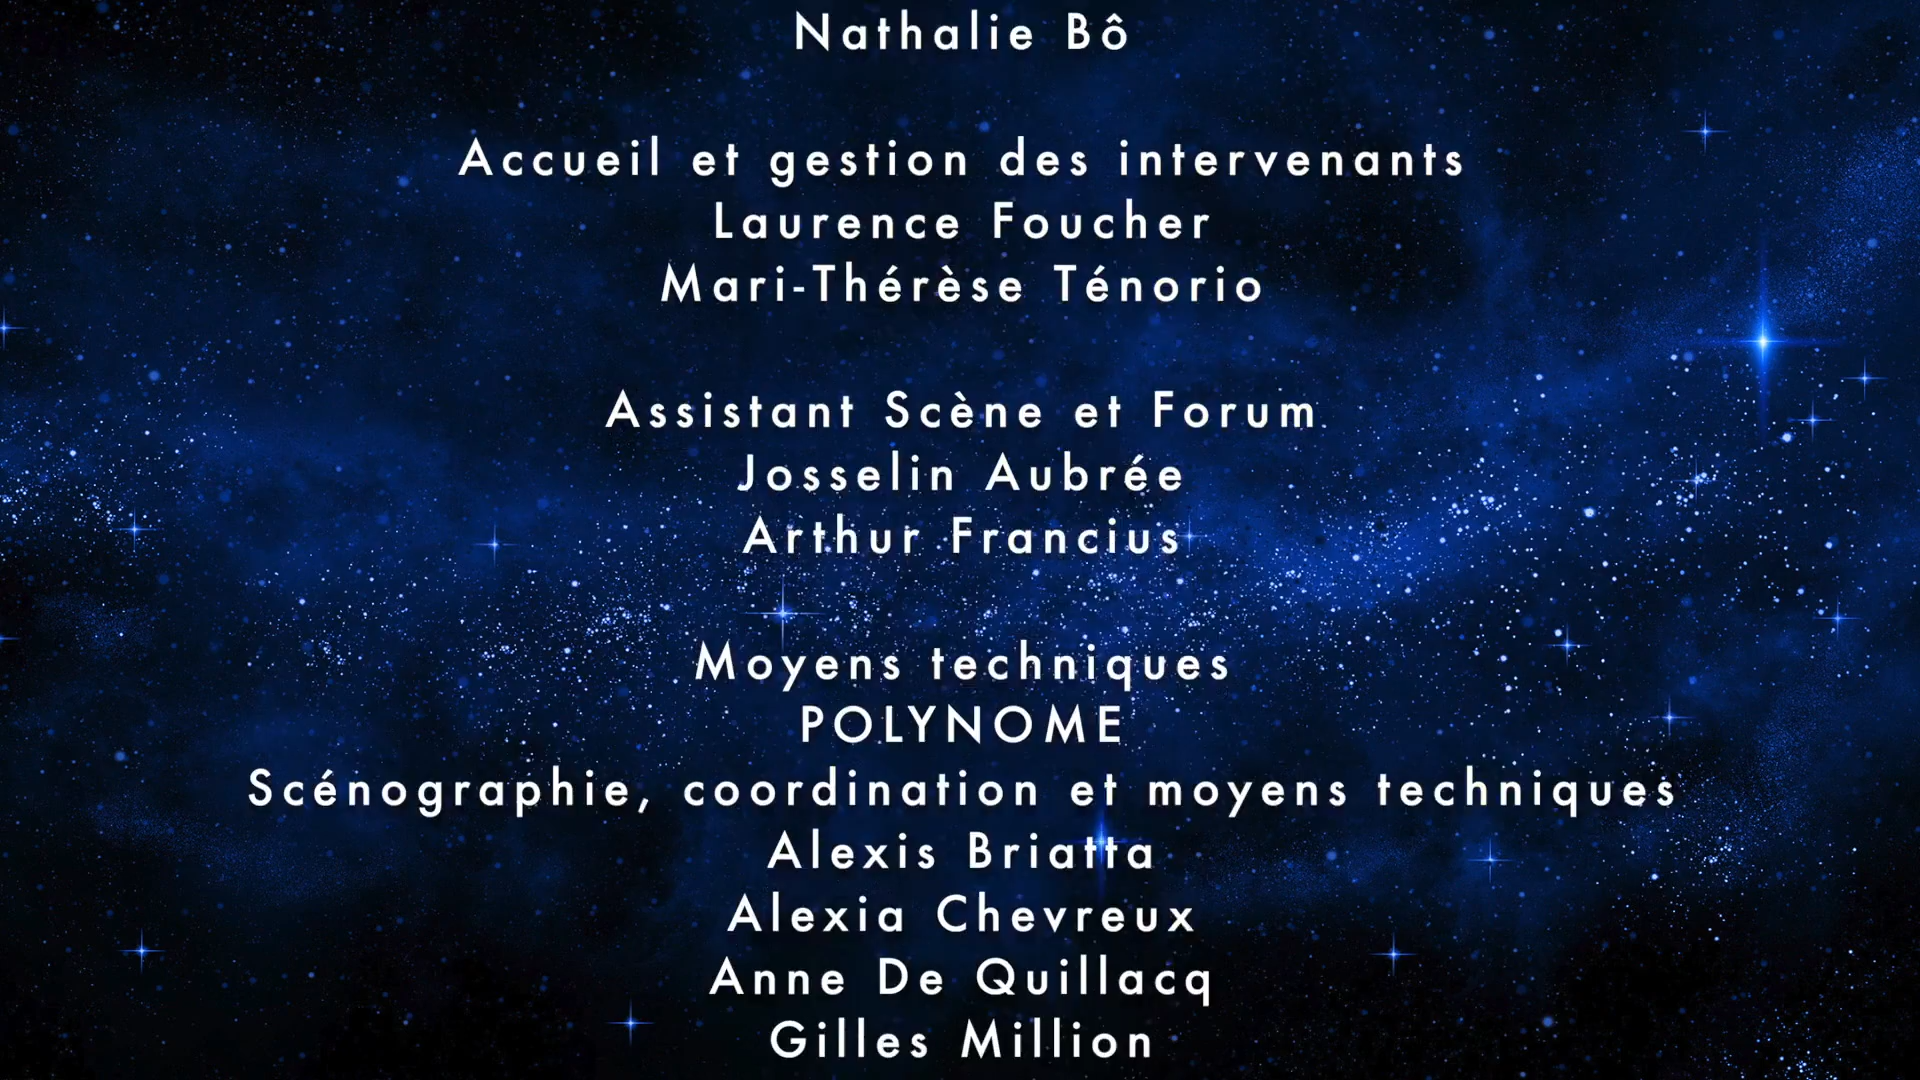 Nathalie Bô
Accueil et gestion des intervenants
Laurence Foucher
Mari-Thérèse Ténorio
Assistant Scène et Forum
Josselin Aubrée
Arthur Francius
Moyens techniques
POLYNOME
Scénographie, coordination et moyens techniques
Alexis Briatta
Alexia Chevreux
Anne De Quillacq
Gilles Million